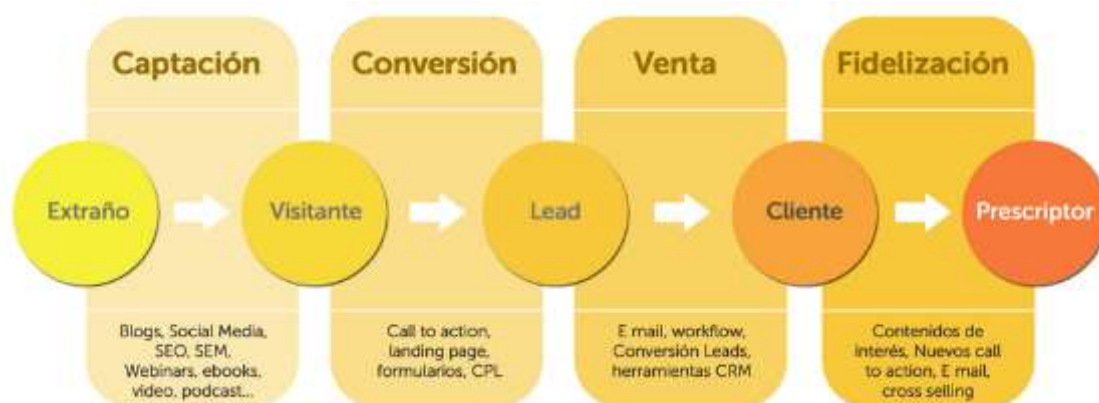 Captación
Conversión
Venta
Fidelización
Extraño
Visitante
Lead
Cliente
Prescriptor
Blogs, Social Media,
SEO, SEM,
Webinars, ebooks,
video, podcast...
Call to action,
landing page,
formularios, CPL
E mail, workflow,
Conversión Leads,
herramientas CRM
Contenidos de
interés, Nuevos call
to action, E mail,
cross selling